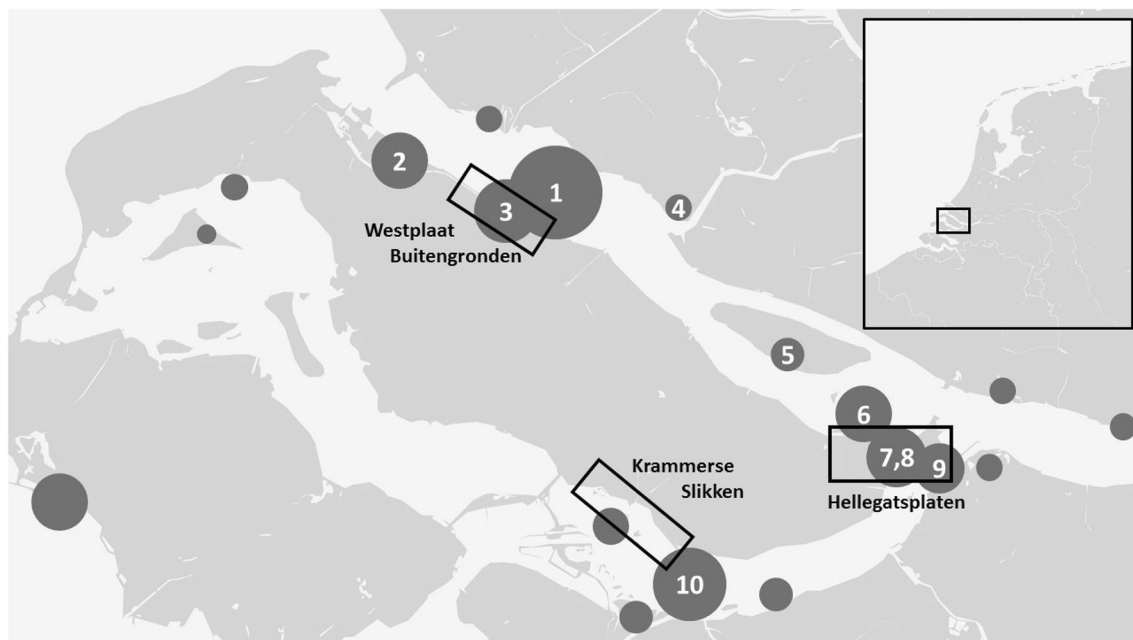 2
1
3
4
Westplaat
Buitengronden
5
6
7,8
9
Krammerse
Slikken
Hellegatsplaten
10